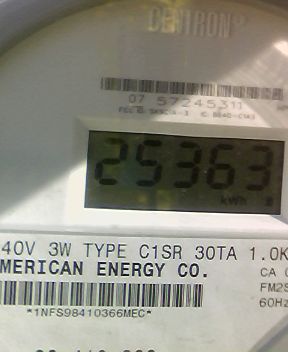 CENTRON®
07 57245311
25363
kWh
40V 3W TYPE C1SR 30TA 1.0K
MERICAN ENERGY CO.
CA
FM2S
60Hz
*1NFS98410366MEC*